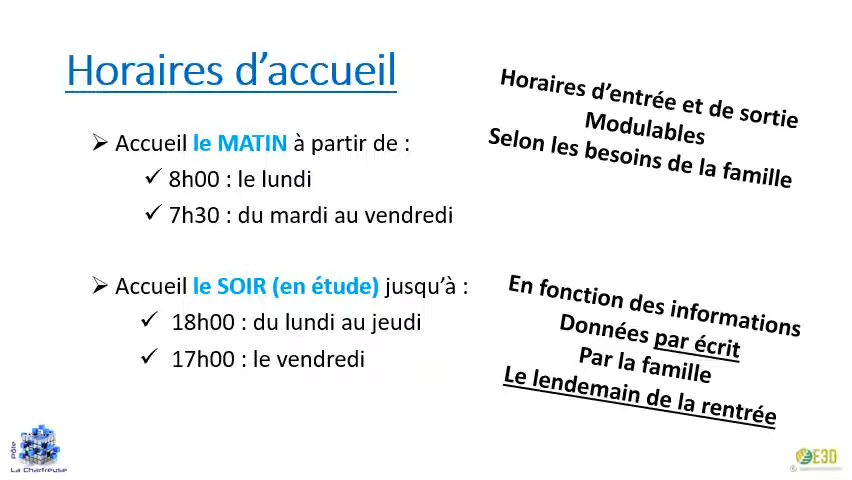 Horaires d’accueil
Accueil le MATIN à partir de :
8h00 : le lundi
7h30 : du mardi au vendredi
Accueil le SOIR (en étude) jusqu’à :
18h00 : du lundi au jeudi
17h00 : le vendredi
Horaires d’entrée et de sortie
Modulables
Selon les besoins de la famille
En fonction des informations
Données par écrit
Par la famille
Le lendemain de la rentrée
Pôle
La Chartreuse
E3D